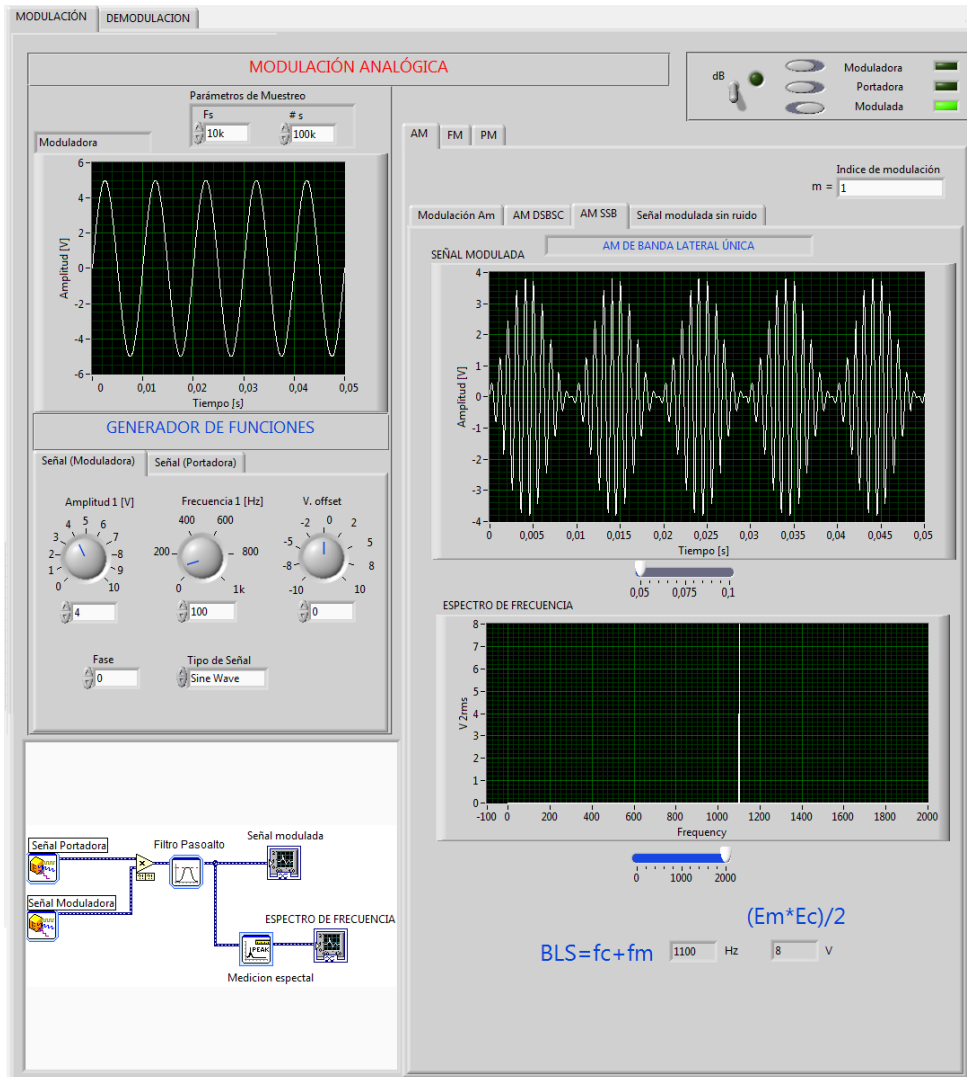 MODULACIÓN
DEMODULACION
MODULACIÓN ANALÓGICA
dB
Moduladora
Portadora
Modulada
Parámetros de Muestreo
Fs
# s
10k
100k
Moduladora
6
4
2
0
-2
-4
-6
Amplitud [V]
0
0,01
0,02
0,03
0,04
0,05
Tiempo [s]
GENERADOR DE FUNCIONES
Señal (Moduladora)
Señal (Portadora)
Amplitud 1 [V]
0
1
2
3
4
5
6
7
8
9
10
4
Frecuencia 1 [Hz]
0
200
400
600
800
1k
100
V. offset
-10
-8
-5
-2
0
2
5
8
10
0
Fase
0
Tipo de Señal
Sine Wave
Señal Portadora
Filtro Pasoalto
Señal modulada
Señal Moduladora
ESPECTRO DE FRECUENCIA
PEAK
Medicion espectal
AM
FM
PM
Indice de modulación
m = 1
Modulación Am
AM DSBSC
AM SSB
Señal modulada sin ruido
AM DE BANDA LATERAL ÚNICA
SEÑAL MODULADA
4
3
2
1
0
-1
-2
-3
-4
Amplitud [V]
0
0,005
0,01
0,015
0,02
0,025
0,03
0,035
0,04
0,045
0,05
Tiempo [s]
0,05
0,075
0,1
ESPECTRO DE FRECUENCIA
8
7
6
5
4
3
2
1
0
V 2rms
-100
0
200
400
600
800
1000
1200
1400
1600
1800
2000
Frequency
0
1000
2000
(Em*Ec)/2
BLS=fc+fm 1100 Hz 8 V